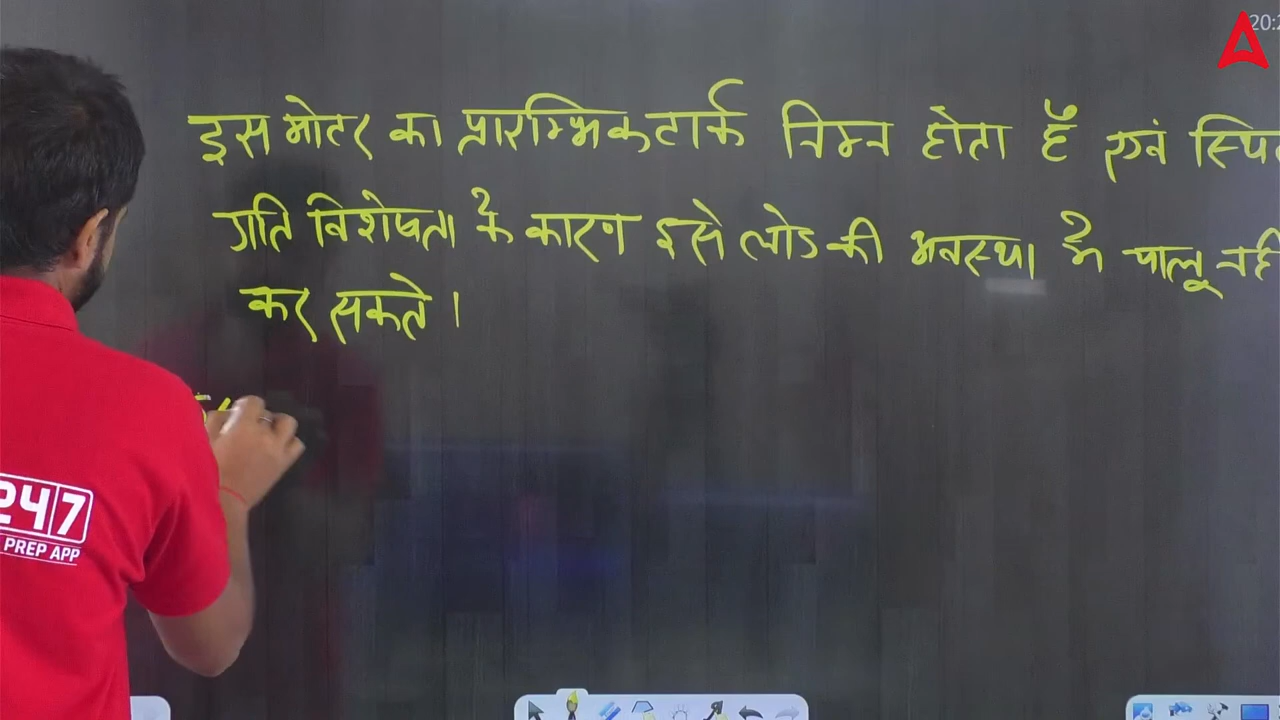 20:2
इस मोटर का प्रारम्भिक टार्क निम्न होता है एवं
गति विशेषता के कारण इसे लोड की अवस्था में चालू नही
कर सकते।
247
PREP APP